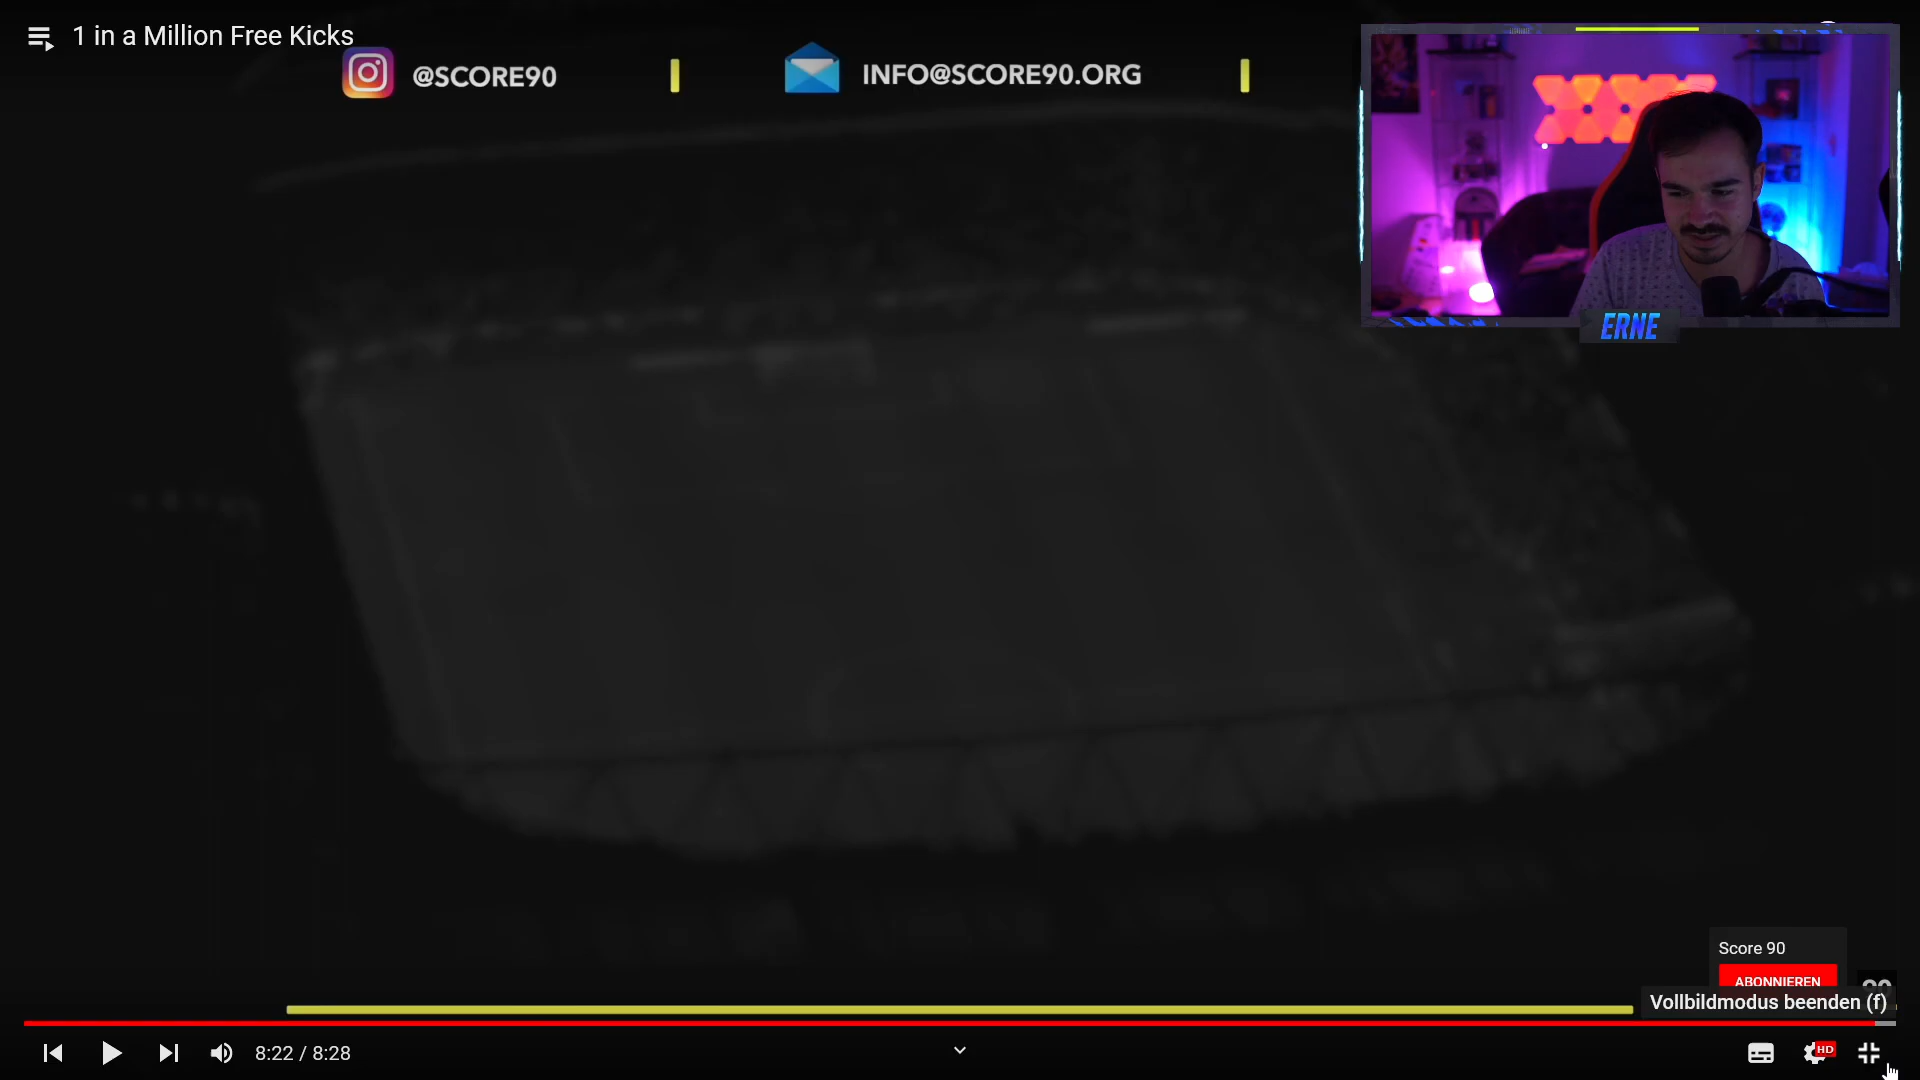 1 in a Million Free Kicks
@SCORE90
INFO@SCORE90.ORG
ERNE
Score 90
ABONNIEREN
90
Vollbildmodus beenden (f)
8:22 / 8:28
HD